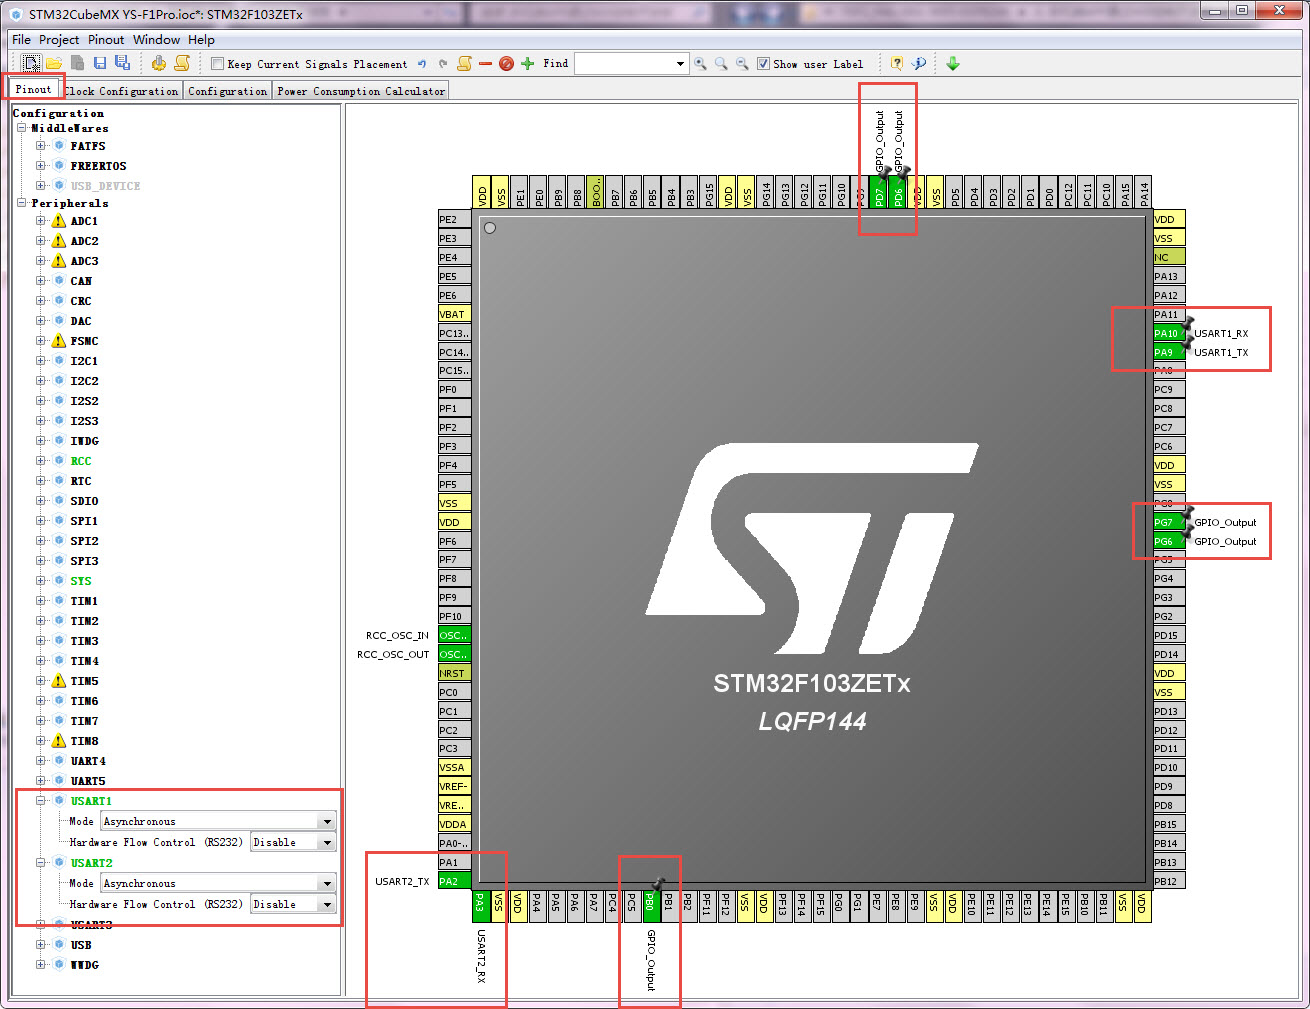 STM32CubeMX YS-F1Pro.ioc*: STM32F103ZETx
File Project Pinout Window Help
Keep Current Signals Placement Find Show user Label
Pinout Clock Configuration Configuration Power Consumption Calculator
Configuration
MiddleWares
FATFS
FREERTOS
USB_DEVICE
Peripherals
ADC1
ADC2
ADC3
CAN
CRC
DAC
FSMC
I2C1
I2C2
I2S2
I2S3
IWDG
RCC
RTC
SDIO
SPI1
SPI2
SPI3
SYS
TIM1
TIM2
TIM3
TIM4
TIM5
TIM6
TIM7
TIM8
UART4
UART5
USART1
Mode Asynchronous
Hardware Flow Control (RS232) Disable
USART2
Mode Asynchronous
Hardware Flow Control (RS232) Disable
USART3
USB
WWDG
GPIO_Output GPIO_Output
VDD VSS PE1 PE0 PB9 PB8 BOO.. PB7 PB6 PB5 PB4 PB3 PG15 VDD VSS PG14 PG13 PG12 PG11 PG10 PG9 PD7 PD6 VDD VSS PD5 PD4 PD3 PD2 PD1 PD0 PC12 PC11 PC10 PA15 PA14
PE2
PE3
PE4
PE5
PE6
VBAT
PC13..
PC14..
PC15..
PF0
PF1
PF2
PF3
PF4
PF5
VSS
VDD
PF6
PF7
PF8
PF9
PF10
RCC_OSC_IN OSC..
RCC_OSC_OUT OSC..
NRST
PC0
PC1
PC2
PC3
VSSA
VREF-
VRE..
VDDA
PA0-..
PA1
USART2_TX PA2
STM32F103ZETx
LQFP144
VDD
VSS
NC
PA13
PA12
PA11
PA10 USART1_RX
PA9 USART1_TX
PA8
PC9
PC8
PC7
PC6
VDD
VSS
PG8
PG7 GPIO_Output
PG6 GPIO_Output
PG5
PG4
PG3
PG2
PD15
PD14
VDD
VSS
PD13
PD12
PD11
PD10
PD9
PD8
PB15
PB14
PB13
PB12
PA3 VSS VDD PA4 PA5 PA6 PA7 PC4 PC5 PB0 PB1 PB2 PF11 PF12 VSS VDD PF13 PF14 PF15 PG0 PG1 PE7 PE8 PE9 VSS VDD PE10 PE11 PE12 PE13 PE14 PE15 PB10 PB11 VSS VDD
USART2_RX GPIO_Output